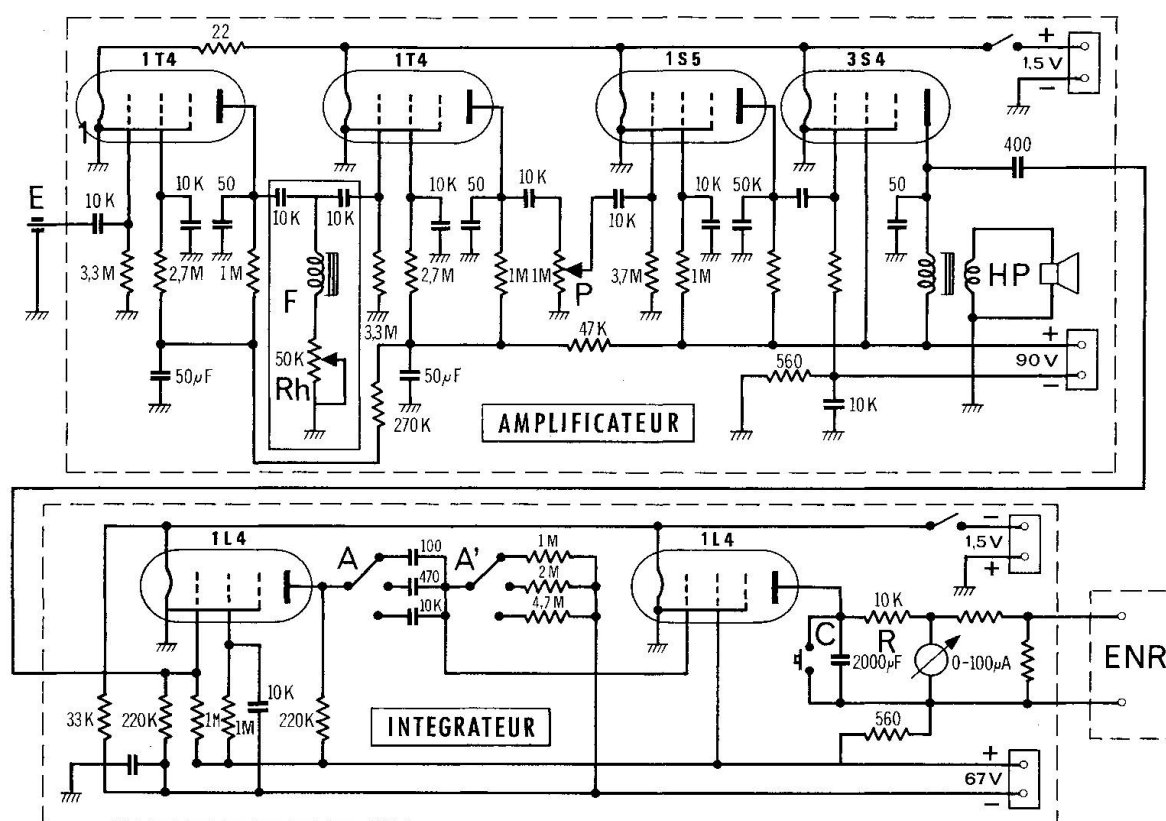 22
1T4
1T4
1S5
3S4
+
1.5 V
−
400
E
10K
10K
50
10K
10K
10K
50
10K
10K
10K
50K
50
3,3M
2,7M
1M
F
3,3M
2,7M
1M
1M
P
3,7M
1M
HP
47K
+
90V
−
50µF
50K
Rh
50µF
560
10K
270K
AMPLIFICATEUR
1L4
1L4
−
1,5V
+
A
100
A'
1M
470
2M
10K
4,7M
C
2000µF
10K
R
0-100µA
ENR
33K
220K
1M
1M
10K
220K
INTEGRATEUR
560
+
67V
−